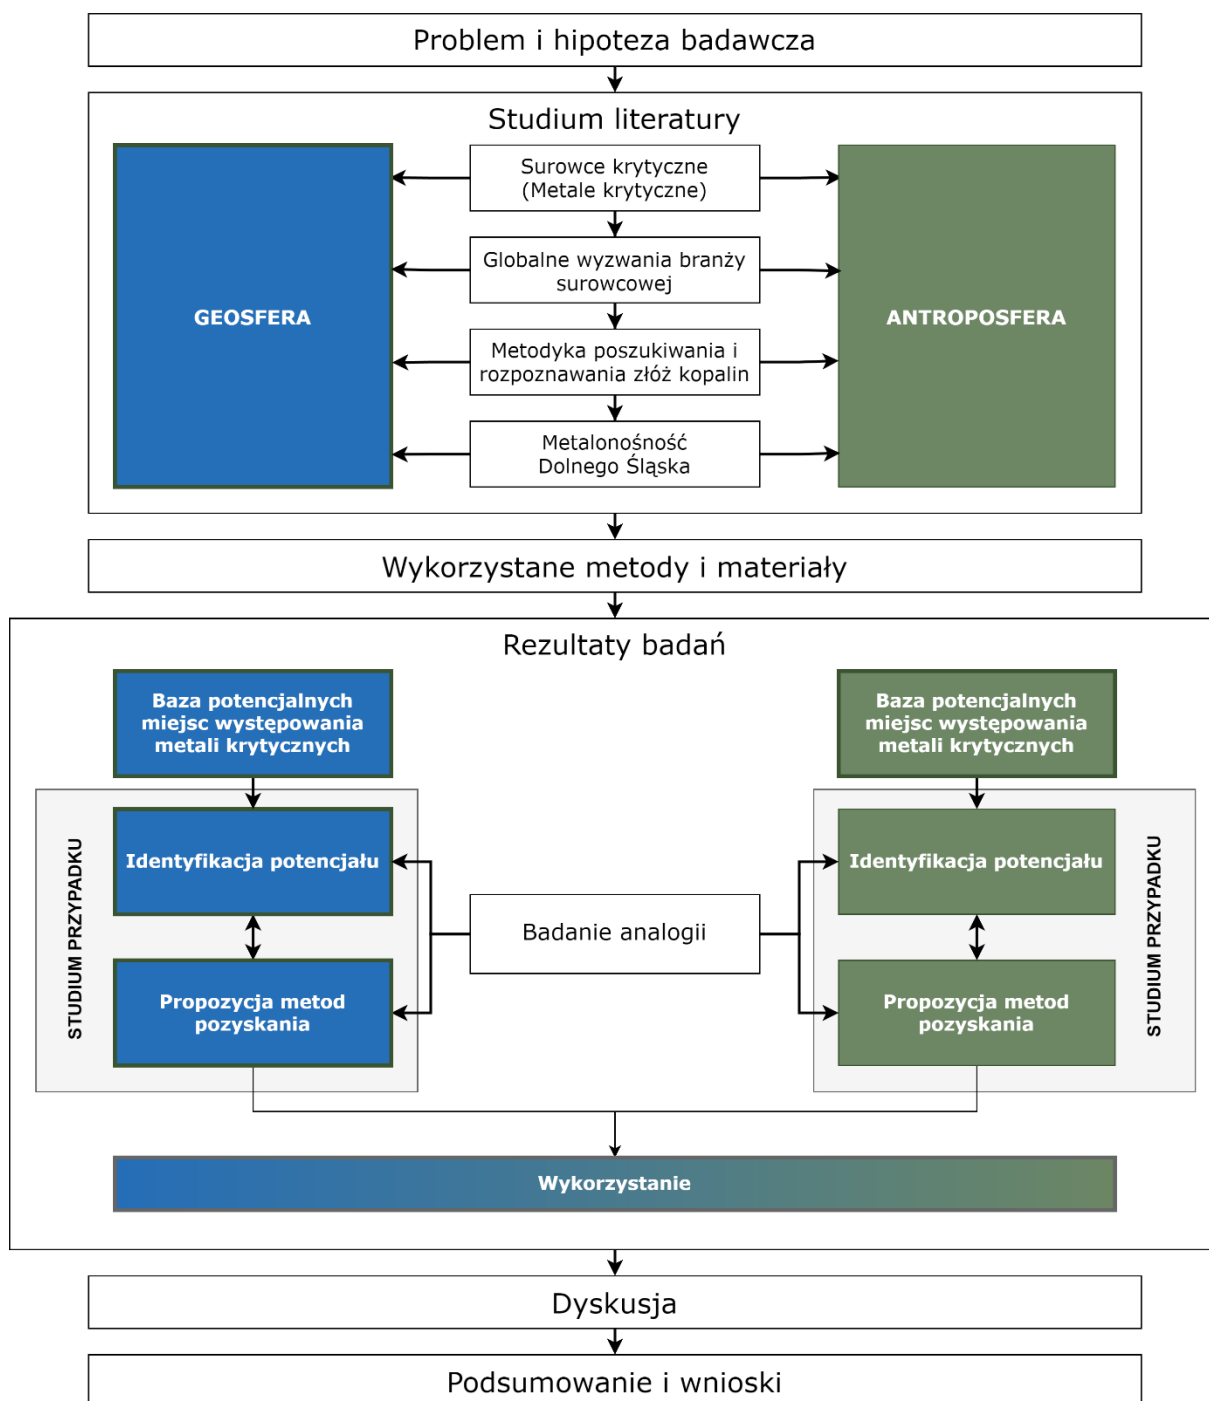 Problem i hipoteza badawcza
Studium literatury
GEOSFERA
Surowce krytyczne
(Metale krytyczne)
Globalne wyzwania branży
surowcowej
Metodyka poszukiwania i
rozpoznawania złóż kopalin
Metalonośność
Dolnego Śląska
ANTROPOSFERA
Wykorzystane metody i materiały
Rezultaty badań
Baza potencjalnych
miejsc występowania
metali krytycznych
STUDIUM PRZYPADKU
Identyfikacja potencjału
Propozycja metod
pozyskania
Badanie analogii
Baza potencjalnych
miejsc występowania
metali krytycznych
Identyfikacja potencjału
Propozycja metod
pozyskania
STUDIUM PRZYPADKU
Wykorzystanie
Dyskusja
Podsumowanie i wnioski